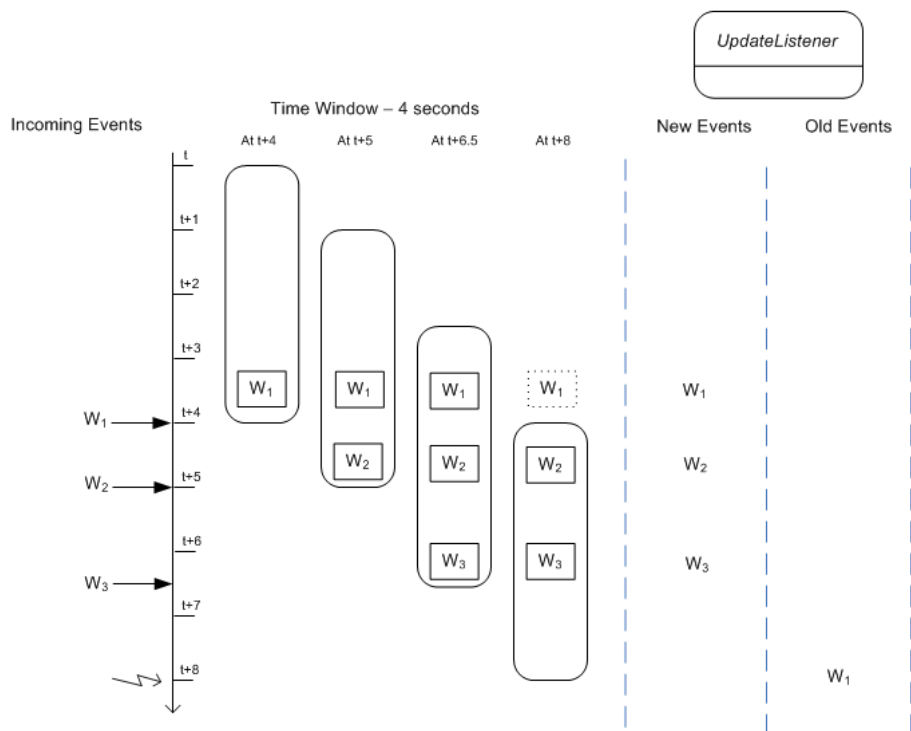 UpdateListener
Time Window – 4 seconds
Incoming Events
New Events
Old Events
At t+4
At t+5
At t+6.5
At t+8
t
t+1
t+2
t+3
W₁
W₁
W₁
W₁
W₁
W₁
t+4
W₂
W₂
W₂
W₂
W₂
t+5
t+6
W₃
W₃
W₃
W₃
t+7
t+8
W₁